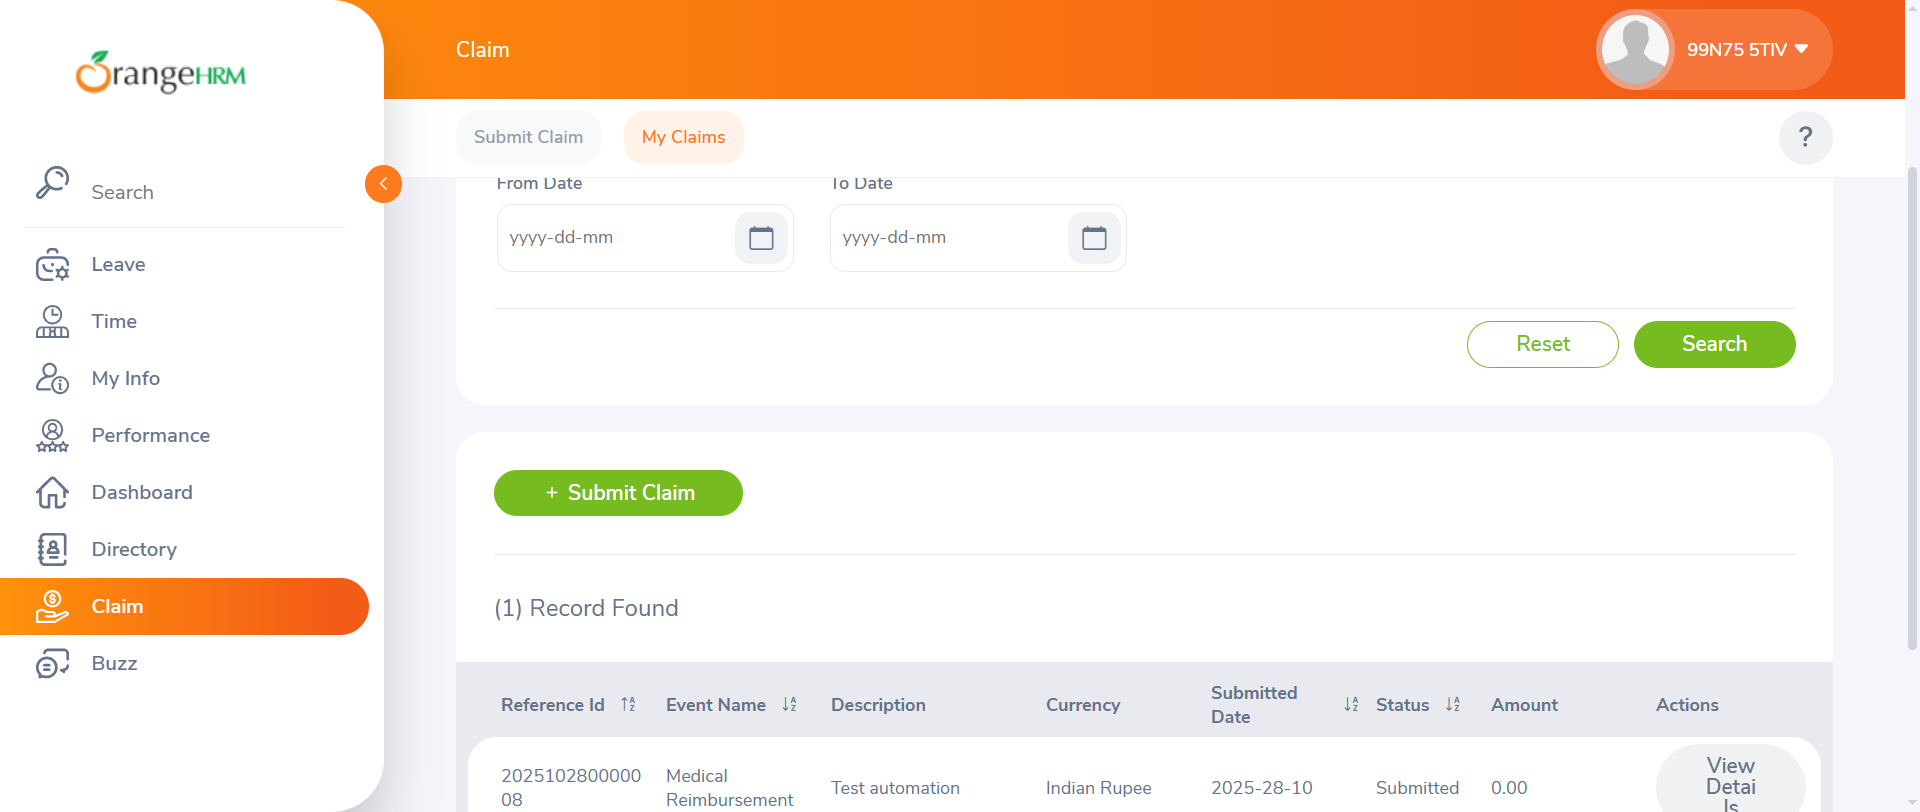 OrangeHRM
Claim
99N75 5TIV
Submit Claim
My Claims
?
Search
Leave
Time
My Info
Performance
Dashboard
Directory
Claim
Buzz
From Date
To Date
yyyy-dd-mm
yyyy-dd-mm
Reset
Search
+ Submit Claim
(1) Record Found
Reference Id
Event Name
Description
Currency
Submitted
Date
Status
Amount
Actions
2025102800000
08
Medical
Reimbursement
Test automation
Indian Rupee
2025-28-10
Submitted
0.00
View
Detai
ls